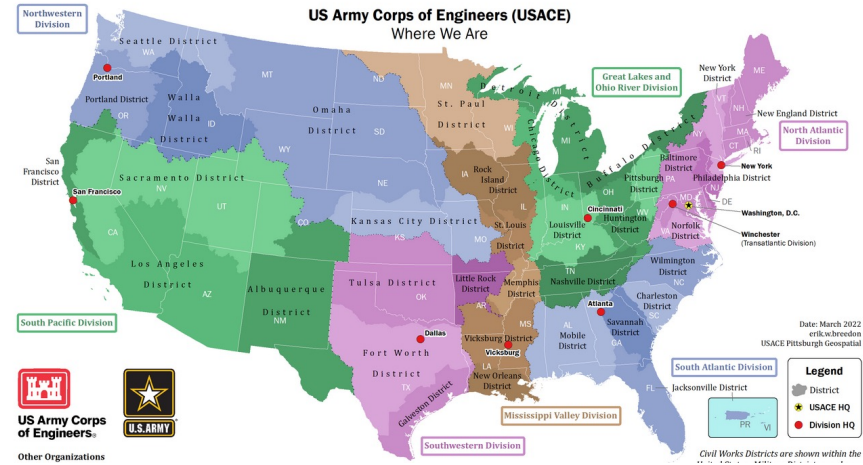 US Army Corps of Engineers (USACE)
Where We Are
Northwestern
Division
Seattle District
WA
Portland
Portland District
OR
Walla
Walla
District
ID
MT
ND
Omaha
District
SD
WY
NE
Kansas City District
KS
MO
CO
MN
St. Paul
District
WI
Detroit District
MI
MI
Chicago District
Buffalo District
Great Lakes and
Ohio River Division
New York
District
ME
VT
NH
New England District
MA
CT
RI
NY
North Atlantic
Division
New York
Baltimore
District
PA
Philadelphia District
NJ
DE
MD
Washington, D.C.
Winchester
(Transatlantic Division)
Norfolk
District
VA
Pittsburgh
District
OH
WV
Cincinnati
Huntington
District
IN
Louisville
District
KY
TN
Nashville District
IA
Rock
Island
District
IL
St. Louis
District
Memphis
District
Little Rock
District
AR
MS
Vicksburg District
Vicksburg
LA
New Orleans
District
Mississippi Valley Division
San
Francisco
District
San Francisco
Sacramento District
NV
UT
CA
Los Angeles
District
AZ
Albuquerque
District
NM
South Pacific Division
Tulsa District
OK
Dallas
Fort Worth
District
TX
Galveston District
Southwestern Division
Wilmington
District
NC
Charleston
District
SC
Atlanta
Savannah
District
GA
AL
Mobile
District
FL
Jacksonville District
South Atlantic Division
PR
VI
Date: March 2022
erik.w.breedon
USACE Pittsburgh Geospatial
Legend
District
USACE HQ
Division HQ
US Army Corps
of Engineers®
U.S.ARMY
Other Organizations
Civil Works Districts are shown within the